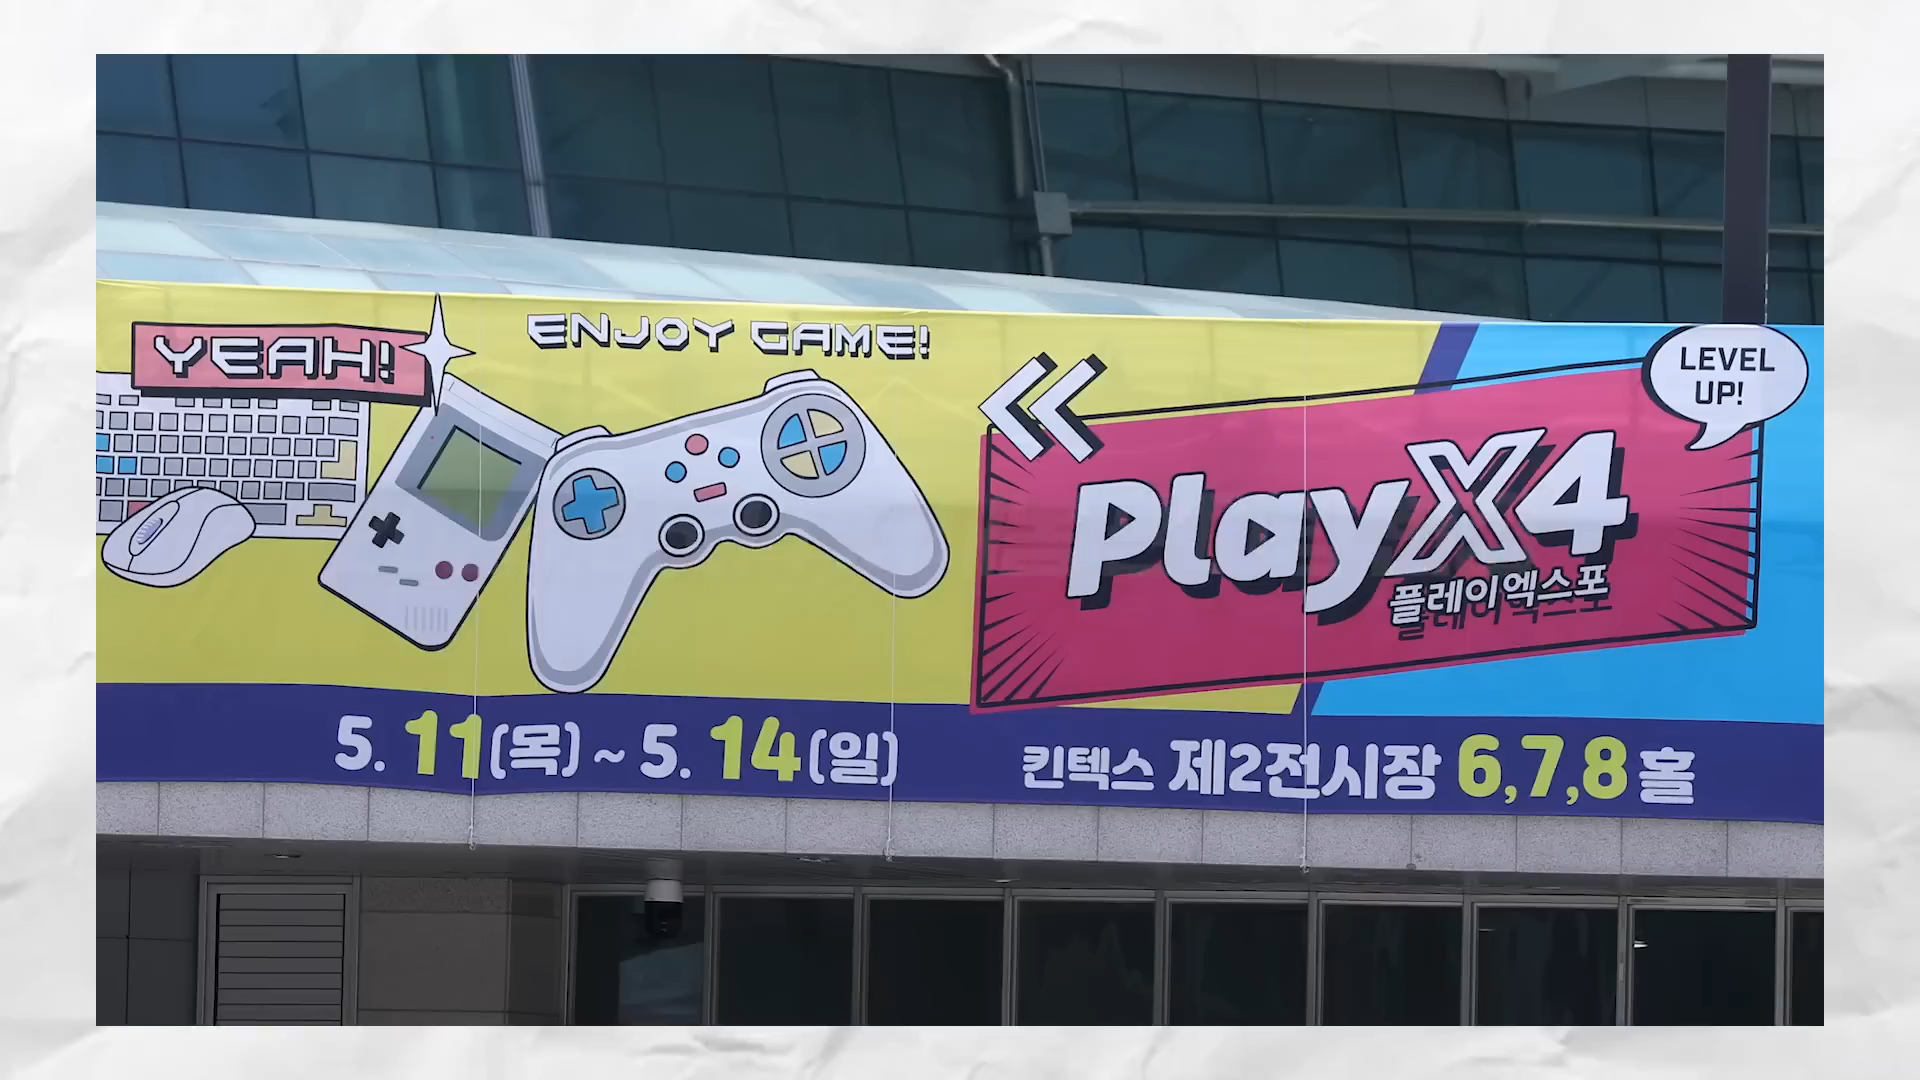 YEAH!
ENJOY GAME!
LEVEL
UP!
PlayX4
플레이엑스포
5. 11(목) ~ 5. 14(일)
킨텍스 제2전시장 6,7,8 홀